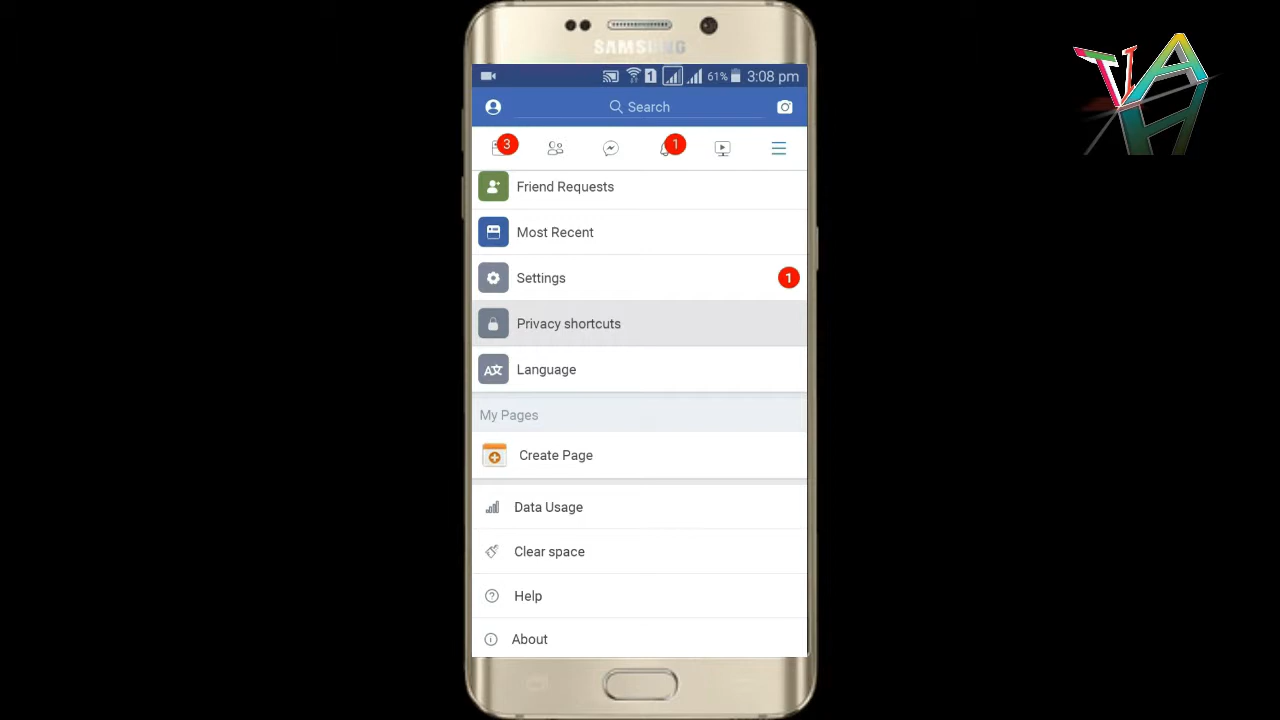 SAMSUNG
1 61% 3:08 pm
Search
3 1
Friend Requests
Most Recent
Settings 1
Privacy shortcuts
Language
My Pages
Create Page
Data Usage
Clear space
Help
About